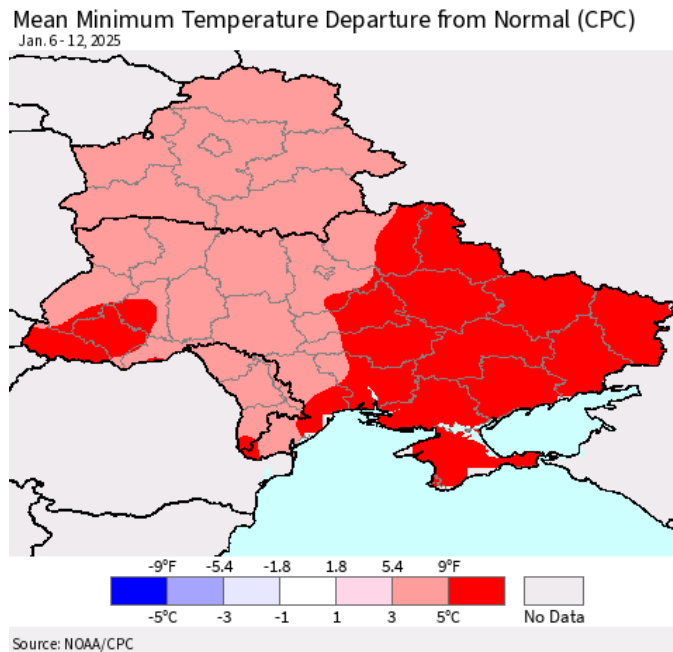 Mean Minimum Temperature Departure from Normal (CPC)
Jan. 6 - 12, 2025
-9°F -5.4 -1.8 1.8 5.4 9°F
-5°C -3 -1 1 3 5°C No Data
Source: NOAA/CPC